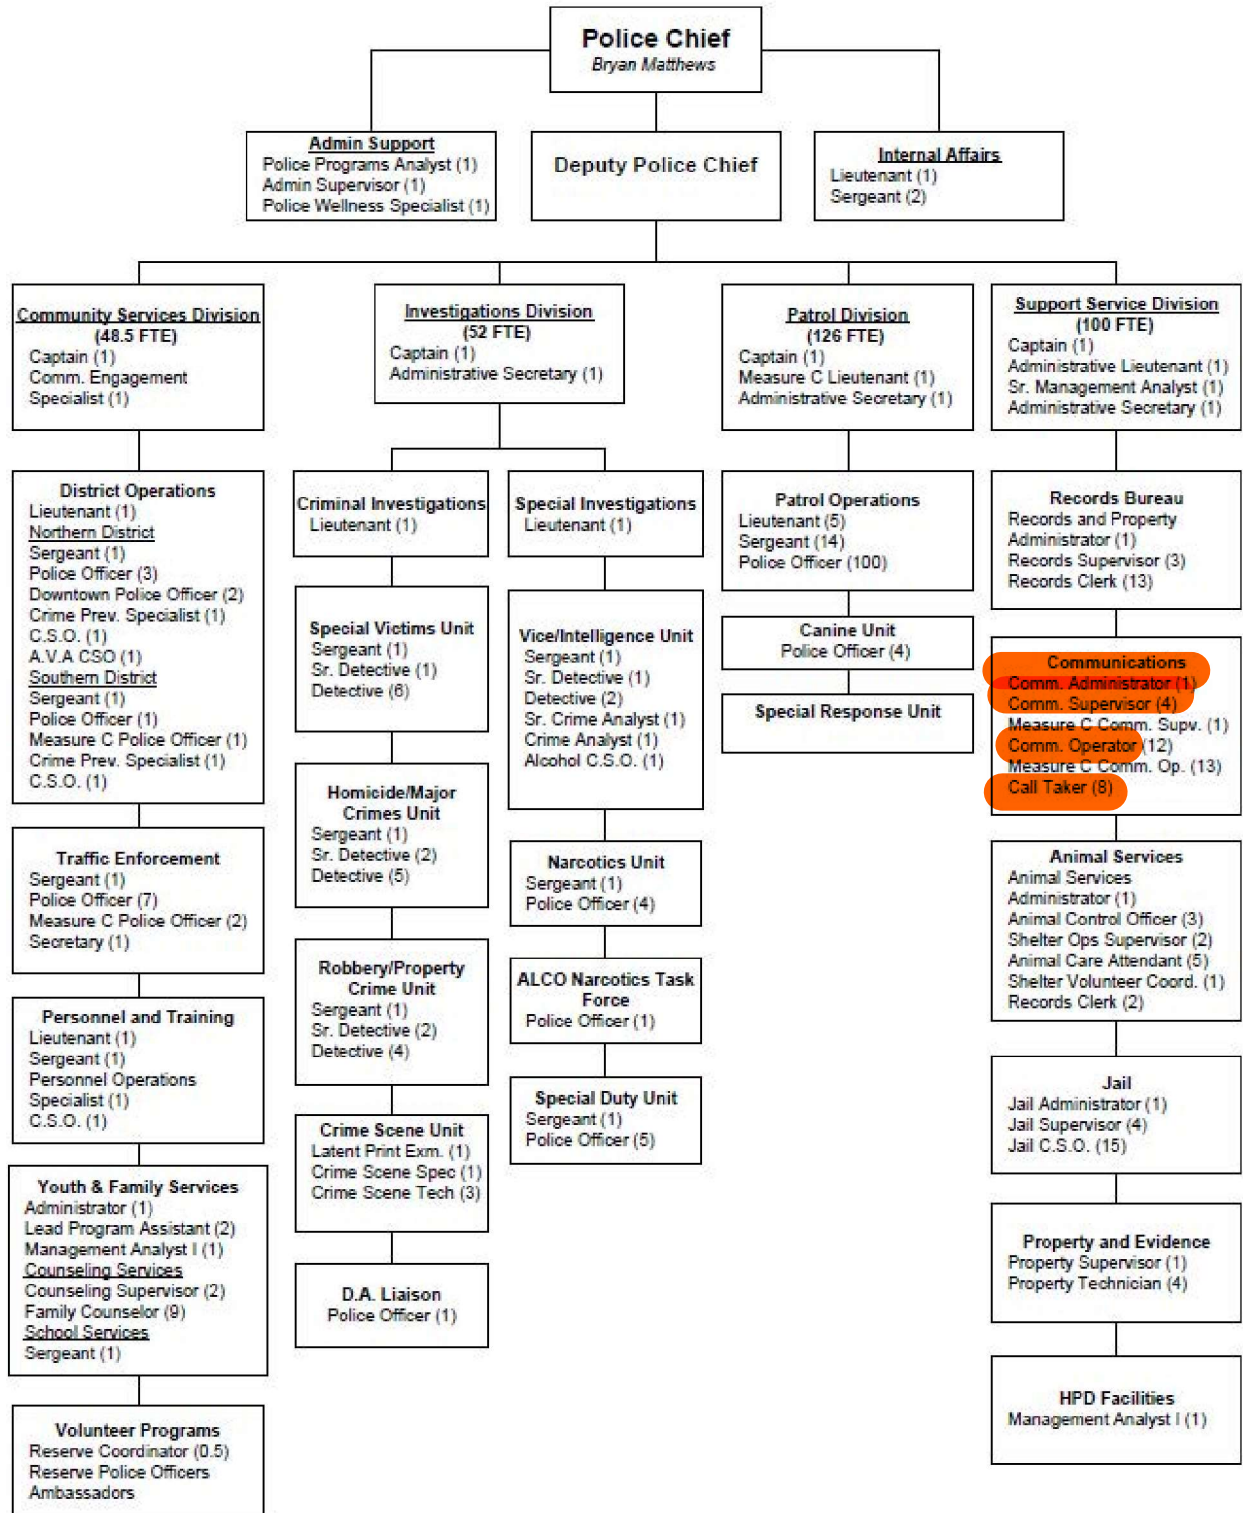 Police Chief
Bryan Matthews
Admin Support
Police Programs Analyst (1)
Admin Supervisor (1)
Police Wellness Specialist (1)
Deputy Police Chief
Internal Affairs
Lieutenant (1)
Sergeant (2)
Community Services Division
(48.5 FTE)
Captain (1)
Comm. Engagement
Specialist (1)
District Operations
Lieutenant (1)
Northern District
Sergeant (1)
Police Officer (3)
Downtown Police Officer (2)
Crime Prev. Specialist (1)
C.S.O. (1)
A.V.A CSO (1)
Southern District
Sergeant (1)
Police Officer (1)
Measure C Police Officer (1)
Crime Prev. Specialist (1)
C.S.O. (1)
Traffic Enforcement
Sergeant (1)
Police Officer (7)
Measure C Police Officer (2)
Secretary (1)
Personnel and Training
Lieutenant (1)
Sergeant (1)
Personnel Operations
Specialist (1)
C.S.O. (1)
Youth & Family Services
Administrator (1)
Lead Program Assistant (2)
Management Analyst I (1)
Counseling Services
Counseling Supervisor (2)
Family Counselor (9)
School Services
Sergeant (1)
Volunteer Programs
Reserve Coordinator (0.5)
Reserve Police Officers
Ambassadors
Investigations Division
(52 FTE)
Captain (1)
Administrative Secretary (1)
Criminal Investigations
Lieutenant (1)
Special Victims Unit
Sergeant (1)
Sr. Detective (1)
Detective (6)
Homicide/Major
Crimes Unit
Sergeant (1)
Sr. Detective (2)
Detective (5)
Robbery/Property
Crime Unit
Sergeant (1)
Sr. Detective (2)
Detective (4)
Crime Scene Unit
Latent Print Exm. (1)
Crime Scene Spec (1)
Crime Scene Tech (3)
D.A. Liaison
Police Officer (1)
Special Investigations
Lieutenant (1)
Vice/Intelligence Unit
Sergeant (1)
Sr. Detective (1)
Detective (2)
Sr. Crime Analyst (1)
Crime Analyst (1)
Alcohol C.S.O. (1)
Narcotics Unit
Sergeant (1)
Police Officer (4)
ALCO Narcotics Task
Force
Police Officer (1)
Special Duty Unit
Sergeant (1)
Police Officer (5)
Patrol Division
(126 FTE)
Captain (1)
Measure C Lieutenant (1)
Administrative Secretary (1)
Patrol Operations
Lieutenant (5)
Sergeant (14)
Police Officer (100)
Canine Unit
Police Officer (4)
Special Response Unit
Support Service Division
(100 FTE)
Captain (1)
Administrative Lieutenant (1)
Sr. Management Analyst (1)
Administrative Secretary (1)
Records Bureau
Records and Property
Administrator (1)
Records Supervisor (3)
Records Clerk (13)
Communications
Comm. Administrator (1)
Comm. Supervisor (4)
Measure C Comm. Supv. (1)
Comm. Operator (12)
Measure C Comm. Op. (13)
Call Taker (8)
Animal Services
Animal Services
Administrator (1)
Animal Control Officer (3)
Shelter Ops Supervisor (2)
Animal Care Attendant (5)
Shelter Volunteer Coord. (1)
Records Clerk (2)
Jail
Jail Administrator (1)
Jail Supervisor (4)
Jail C.S.O. (15)
Property and Evidence
Property Supervisor (1)
Property Technician (4)
HPD Facilities
Management Analyst I (1)